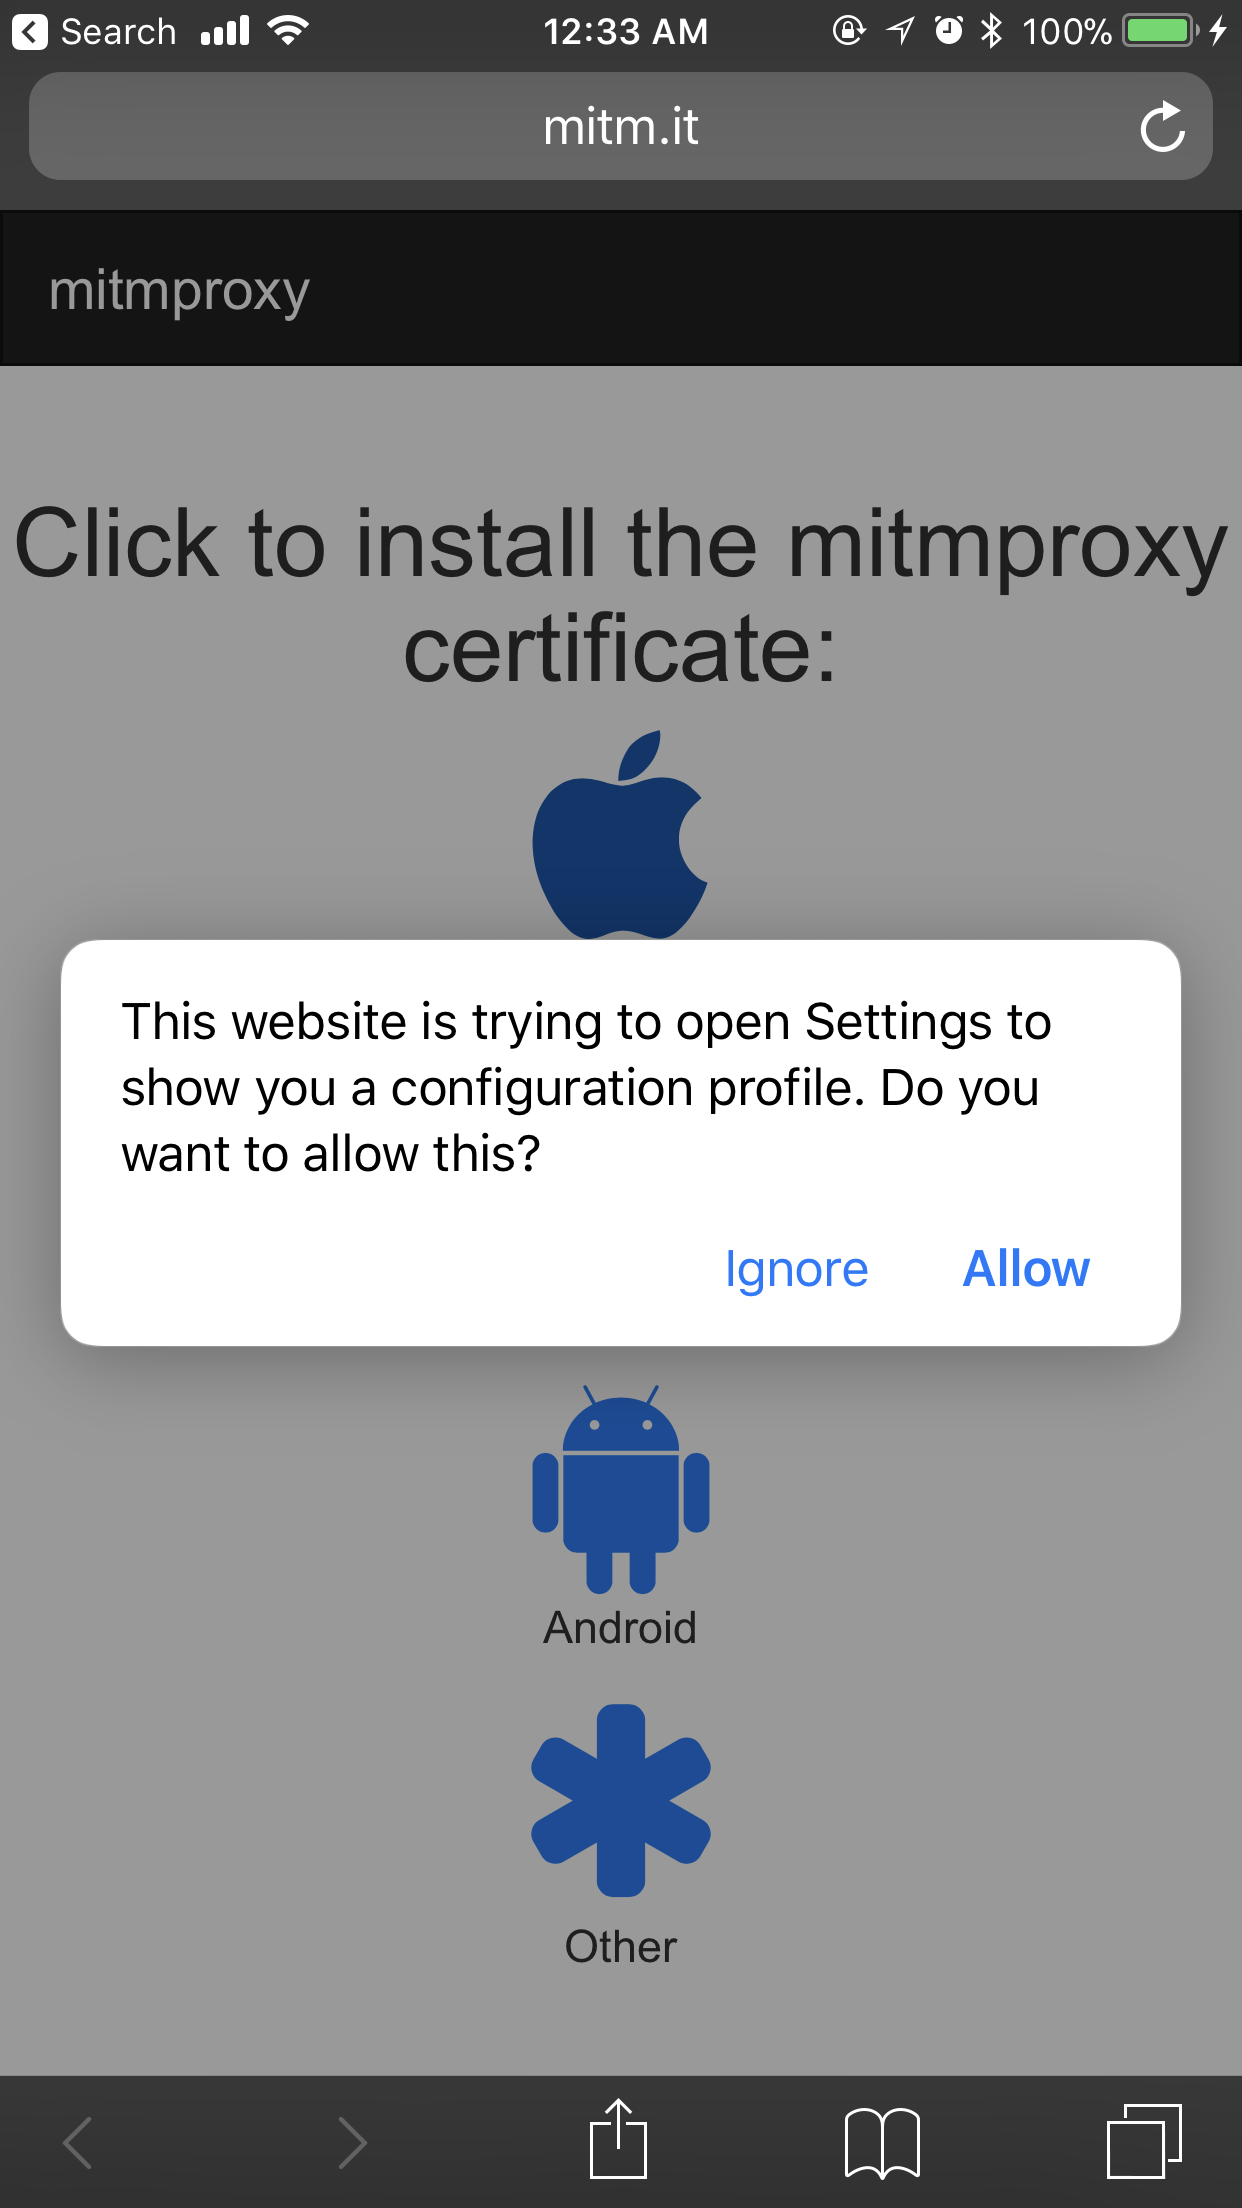 Search 12:33 AM 100%
mitm.it
mitmproxy
Click to install the mitmproxy
certificate:
This website is trying to open Settings to
show you a configuration profile. Do you
want to allow this?
Ignore Allow
Android
Other